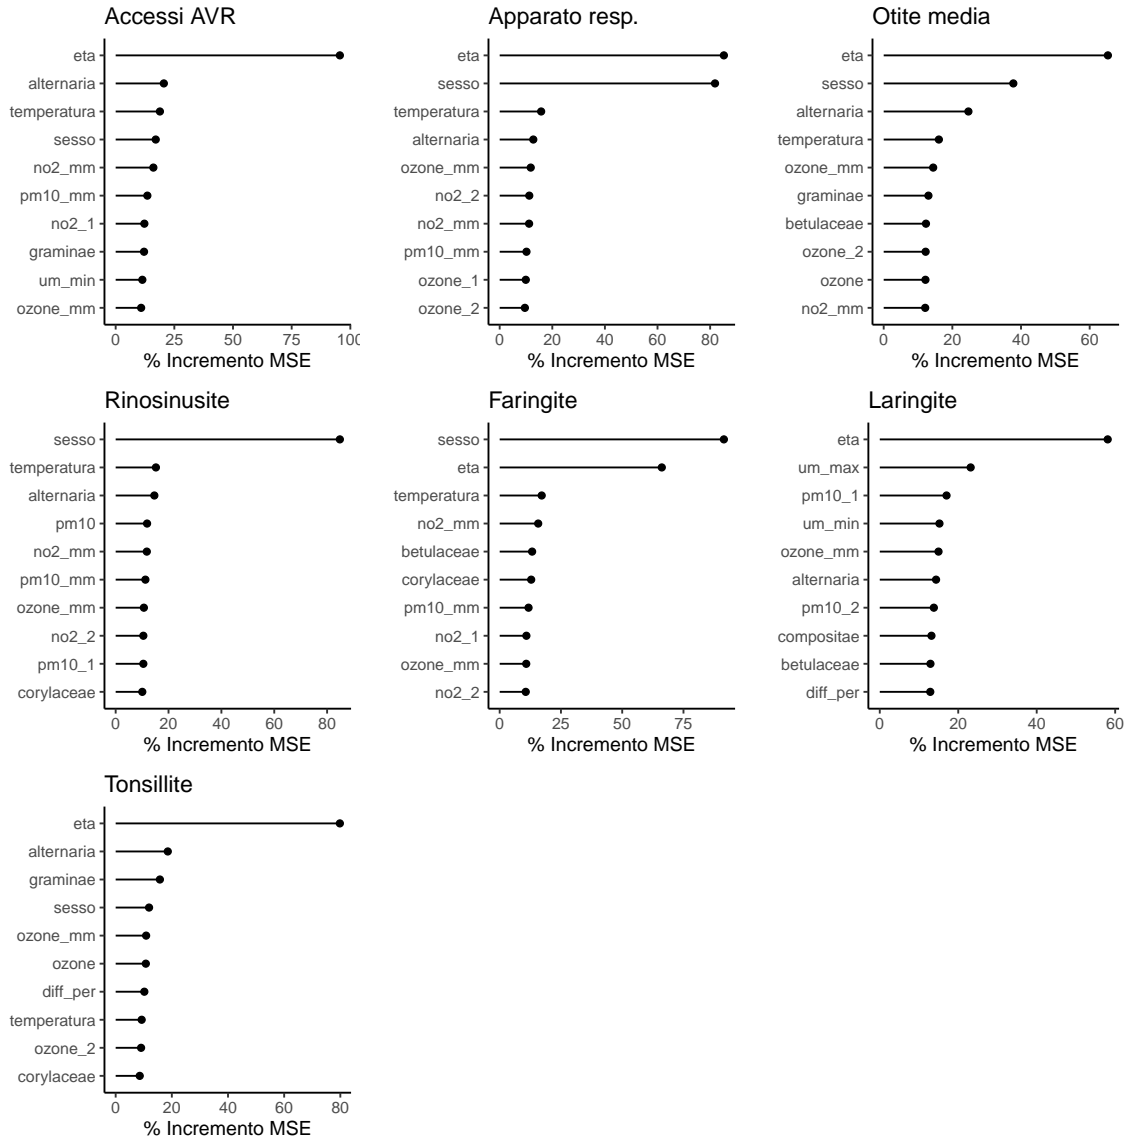 Accessi AVR
eta
alternaria
temperatura
sesso
no2_mm
pm10_mm
no2_1
graminae
um_min
ozone_mm
0 25 50 75 100
% Incremento MSE
Apparato resp.
eta
sesso
temperatura
alternaria
ozone_mm
no2_2
no2_mm
pm10_mm
ozone_1
ozone_2
0 20 40 60 80
% Incremento MSE
Otite media
eta
sesso
alternaria
temperatura
ozone_mm
graminae
betulaceae
ozone_2
ozone
no2_mm
0 20 40 60
% Incremento MSE
Rinosinusite
sesso
temperatura
alternaria
pm10
no2_mm
pm10_mm
ozone_mm
no2_2
pm10_1
corylaceae
0 20 40 60 80
% Incremento MSE
Faringite
sesso
eta
temperatura
no2_mm
betulaceae
corylaceae
pm10_mm
no2_1
ozone_mm
no2_2
0 25 50 75
% Incremento MSE
Laringite
eta
um_max
pm10_1
um_min
ozone_mm
alternaria
pm10_2
compositae
betulaceae
diff_per
0 20 40 60
% Incremento MSE
Tonsillite
eta
alternaria
graminae
sesso
ozone_mm
ozone
diff_per
temperatura
ozone_2
corylaceae
0 20 40 60 80
% Incremento MSE